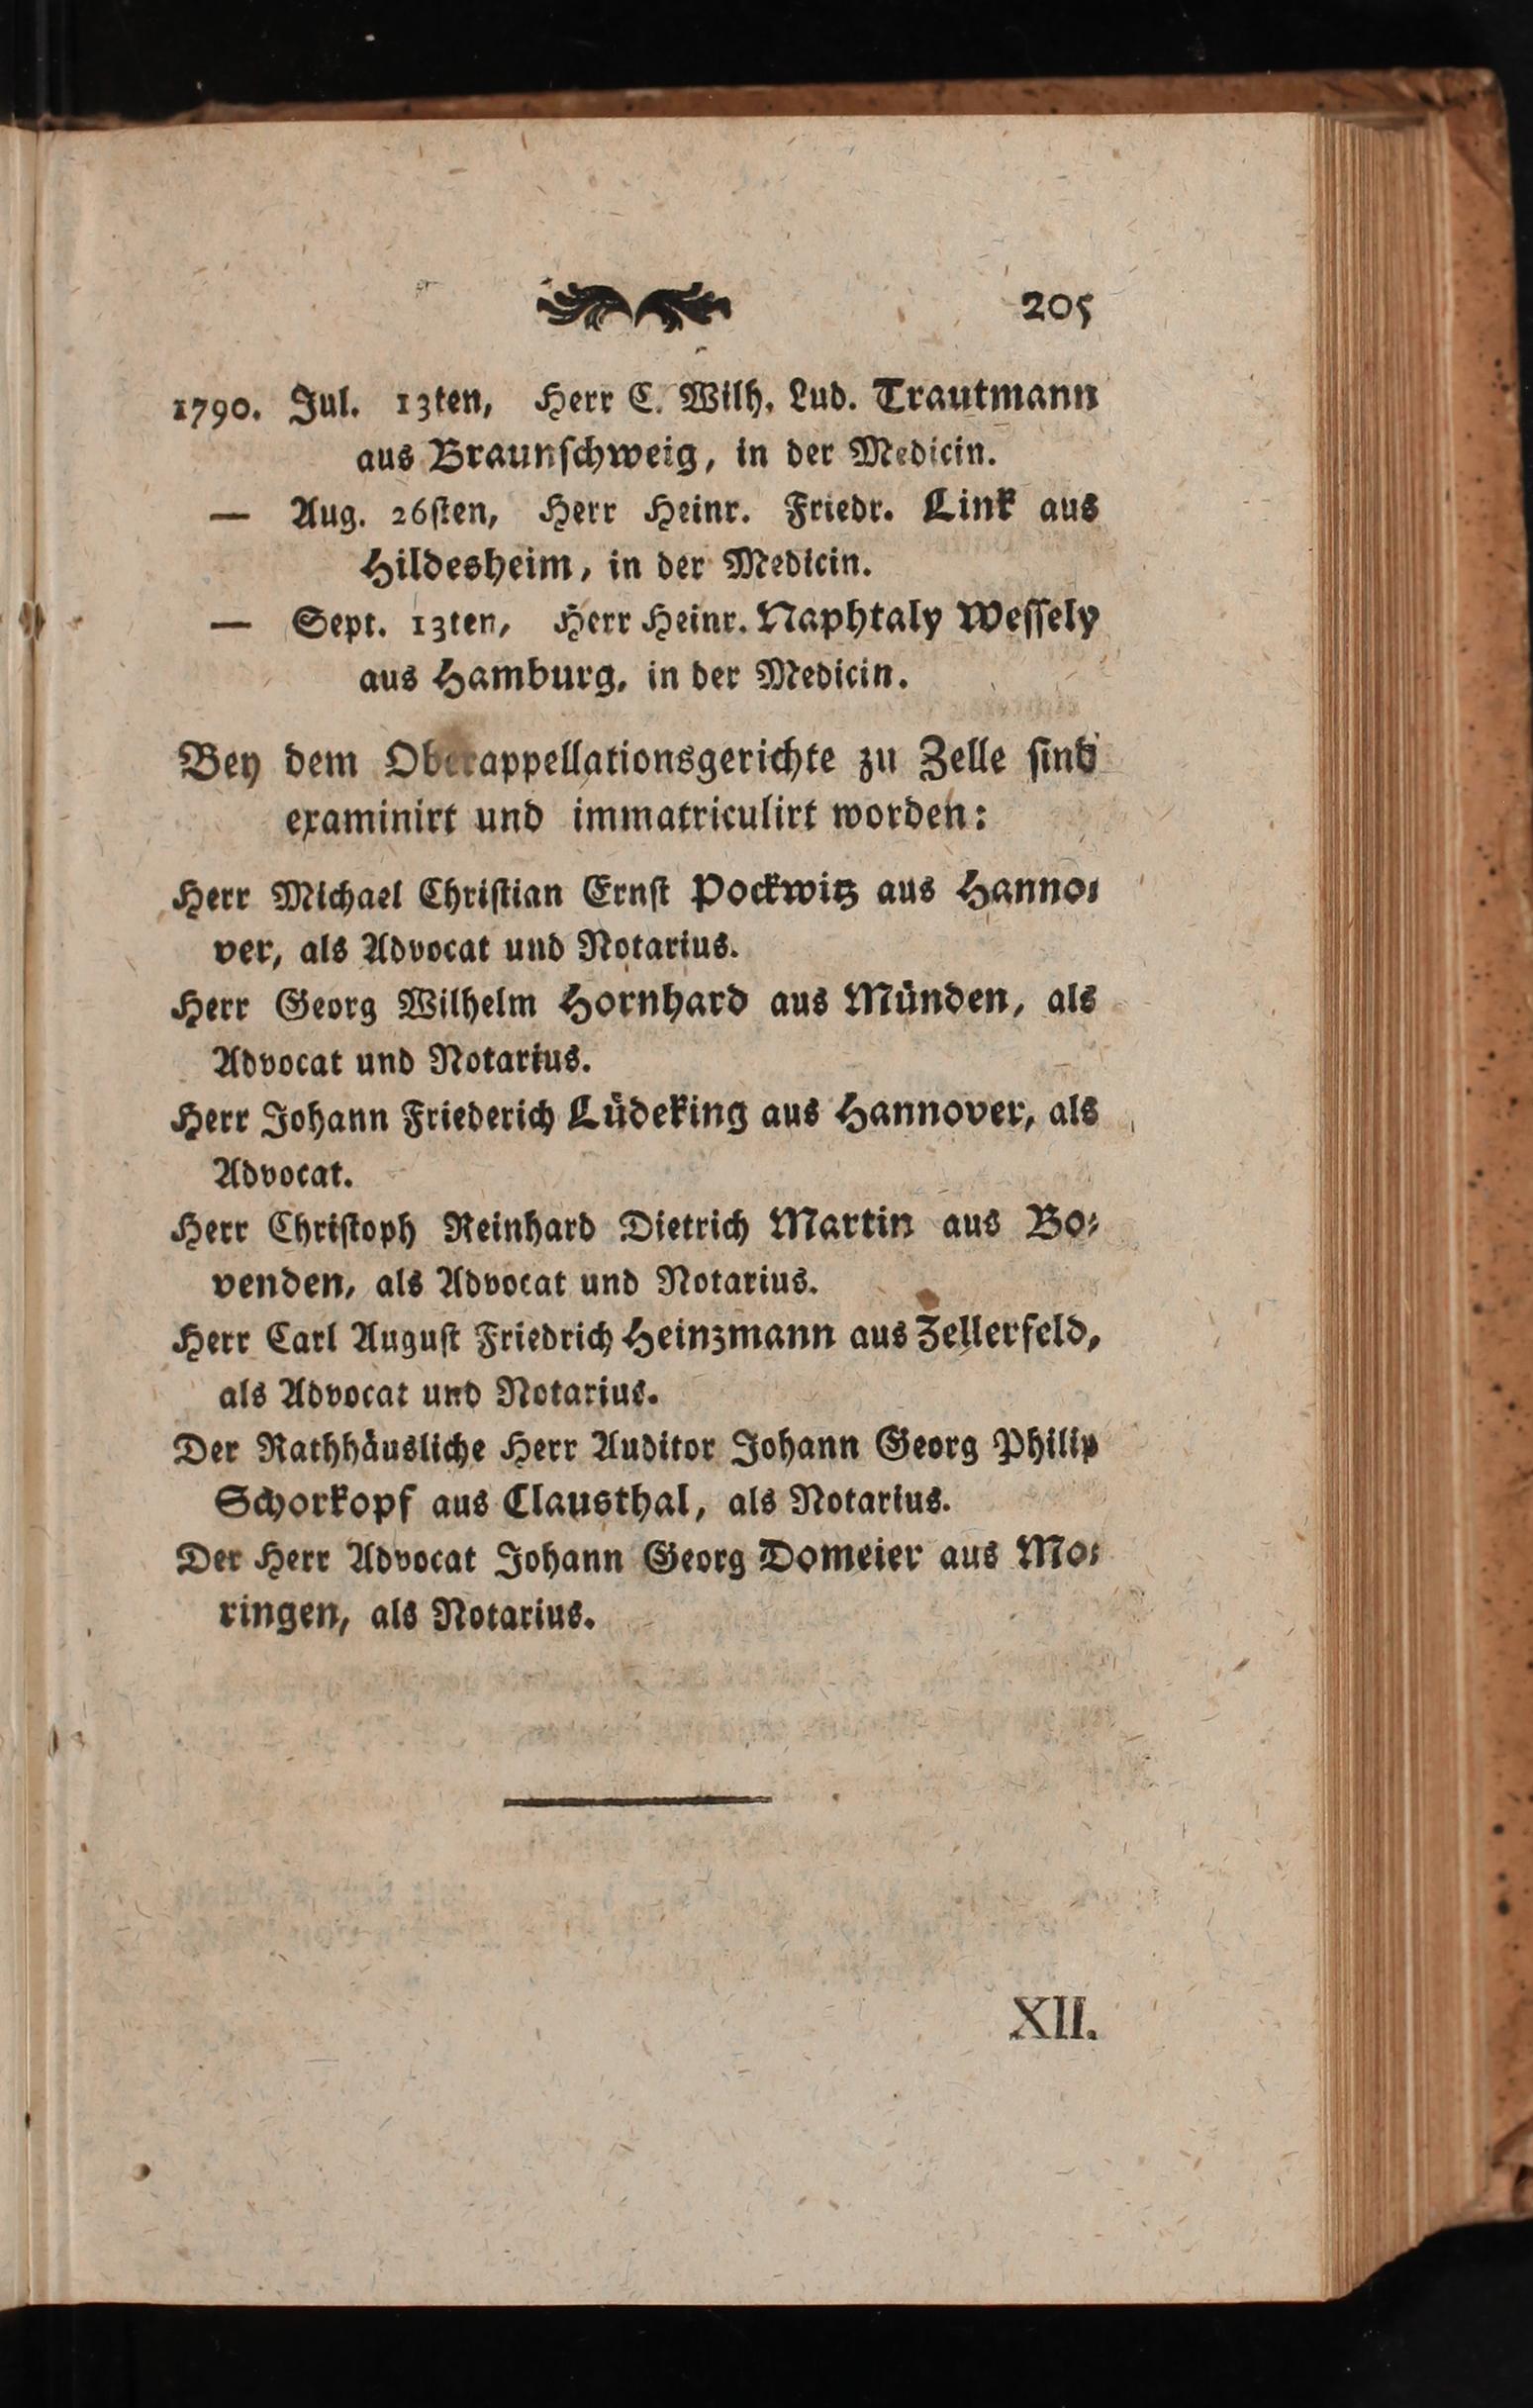 205
1790. Jul. 13ten, Herr C. Wilh. Lud. Trautmann
aus Braunſchweig, in der Medicin.
— Aug. 26ſten, Herr Heinr. Friedr. Link aus
Hildesheim, in der Medicin.
— Sept. 13ten, Herr Heinr. Naphtaly Weſſely
aus Hamburg, in der Medicin.
Bey dem Oberappellationsgerichte zu Zelle ſind
examinirt und immatriculirt worden:
Herr Michael Chriſtian Ernſt Pockwitz aus Hanno⸗
ver, als Advocat und Notarius.
Herr Georg Wilhelm Hornhard aus Münden, als
Advocat und Notarius.
Herr Johann Friederich Lüdeking aus Hannover, als
Advocat.
Herr Chriſtoph Reinhard Dietrich Martin aus Bo⸗
venden, als Advocat und Notarius.
Herr Carl Auguſt Friedrich Heinzmann aus Zellerfeld,
als Advocat und Notarius.
Der Rathhäusliche Herr Auditor Johann Georg Philip
Schorkopf aus Clausthal, als Notarius.
Der Herr Advocat Johann Georg Domeier aus Mo⸗
ringen, als Notarius.
XII.